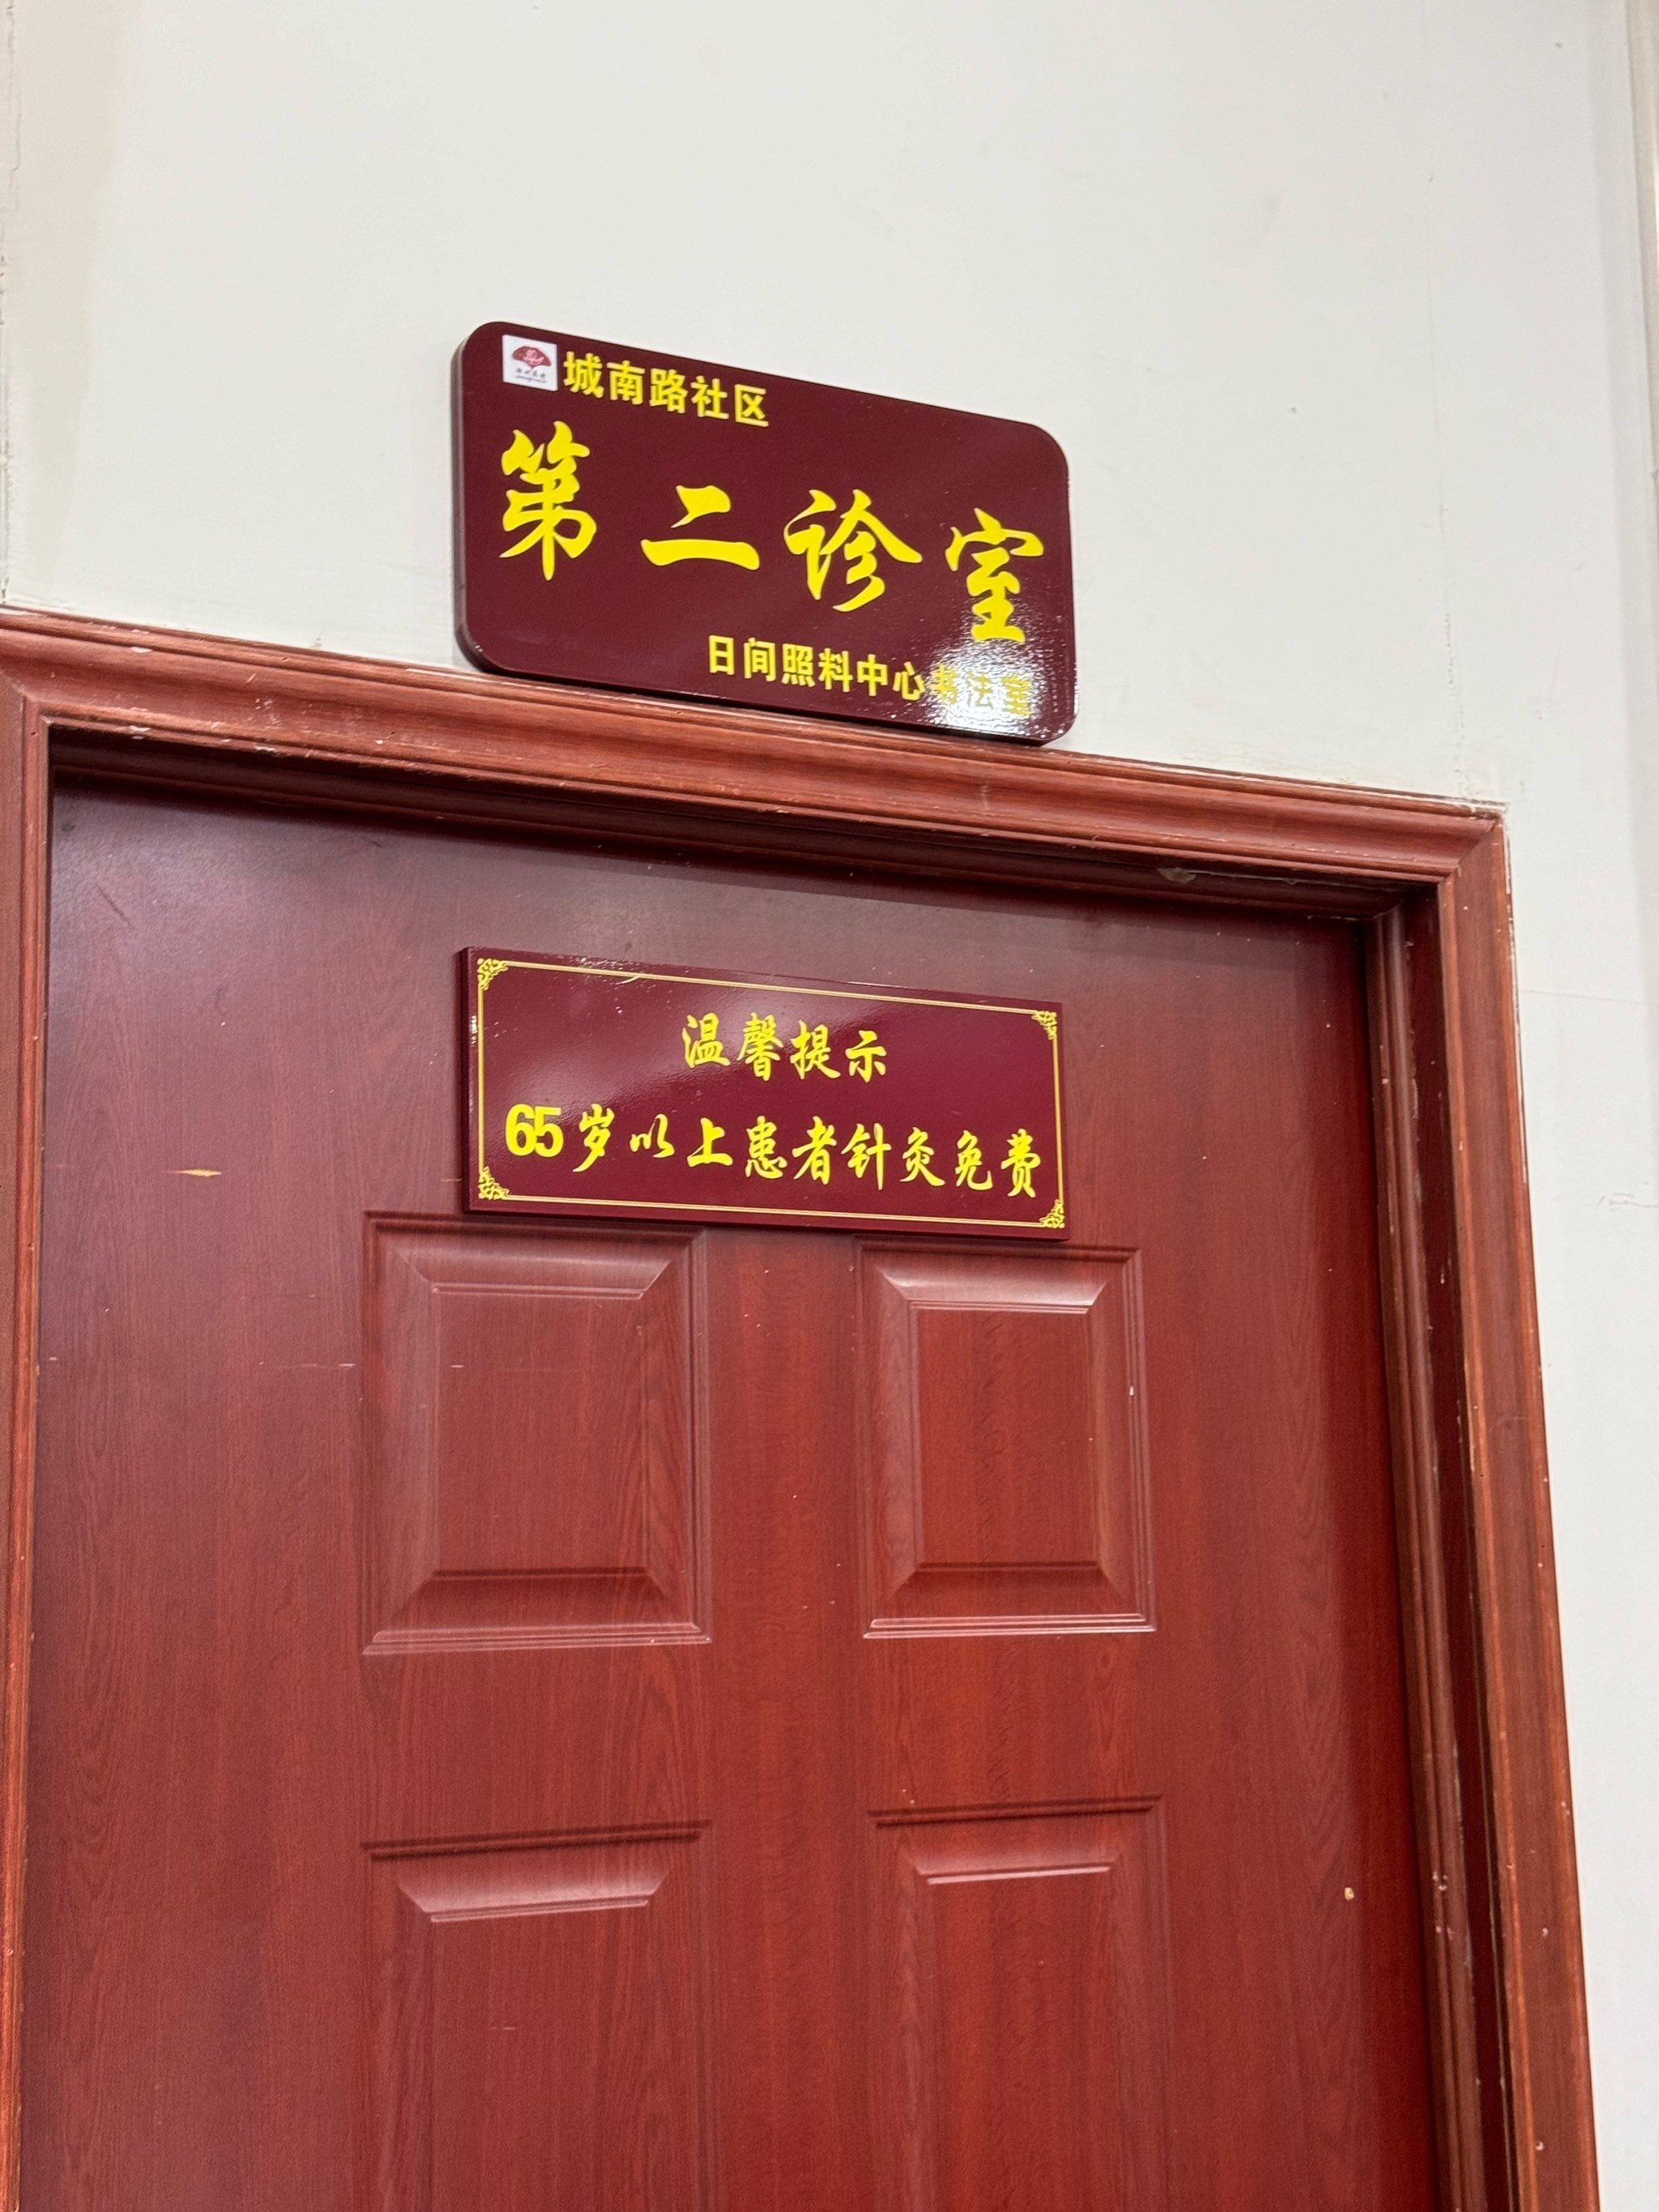 城南路社区
第二诊室
日间照料中心书法室
温馨提示
65岁以上患者针灸免费